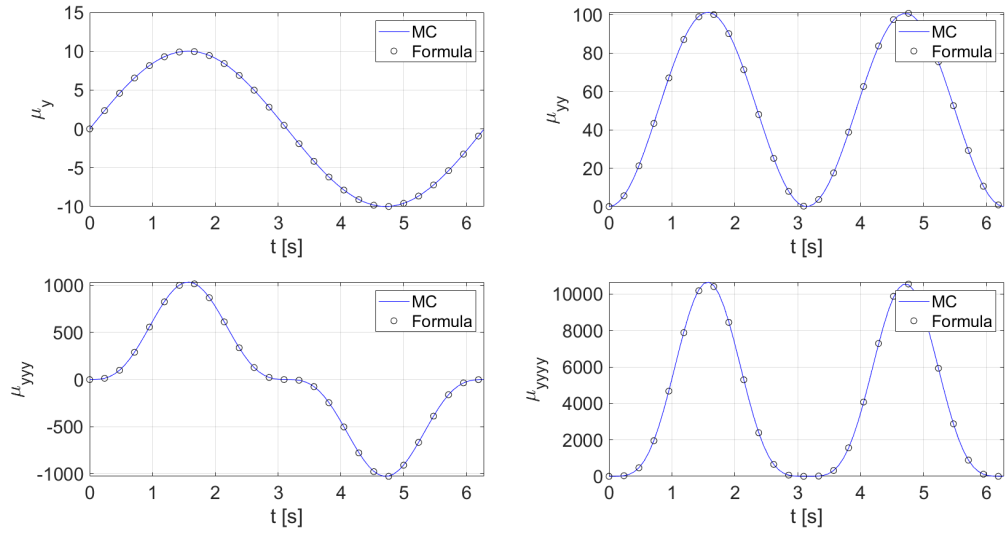 15
10
5
0
-5
-10
μy
0 1 2 3 4 5 6
t [s]
MC
Formula
100
80
60
40
20
0
μyy
0 1 2 3 4 5 6
t [s]
MC
Formula
1000
500
0
-500
-1000
μyyy
0 1 2 3 4 5 6
t [s]
MC
Formula
10000
8000
6000
4000
2000
0
μyyyy
0 1 2 3 4 5 6
t [s]
MC
Formula